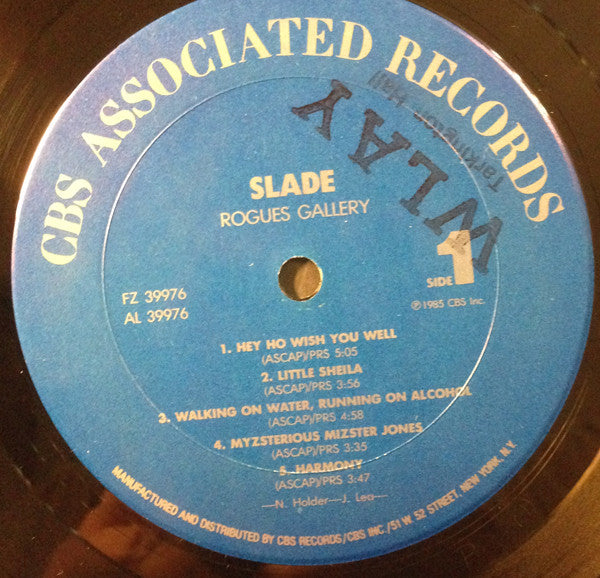 CBS ASSOCIATED RECORDS
WLAY
Tarkington Hall
SLADE
ROGUES GALLERY
SIDE 1
FZ 39976
AL 39976
℗1985 CBS Inc.
1. HEY HO WISH YOU WELL
(ASCAP)/PRS 5:05
2. LITTLE SHEILA
(ASCAP)/PRS 3:56
3. WALKING ON WATER, RUNNING ON ALCOHOL
(ASCAP)/PRS 4:58
4. MYZSTERIOUS MIZSTER JONES
(ASCAP)/PRS 3:35
5. HARMONY
(ASCAP)/PRS 3:47
—N. Holder—J. Lea—
MANUFACTURED AND DISTRIBUTED BY CBS RECORDS/CBS INC./51 W. 52 STREET, NEW YORK, N.Y.